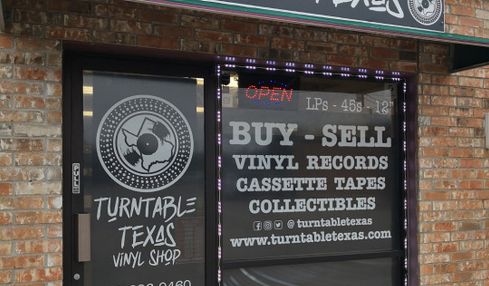 TEXAS
OPEN
LPs - 45s - 12"
BUY - SELL
VINYL RECORDS
CASSETTE TAPES
COLLECTIBLES
@ turntabletexas
www.turntabletexas.com
PULL
TURNTABLE
TEXAS
VINYL SHOP